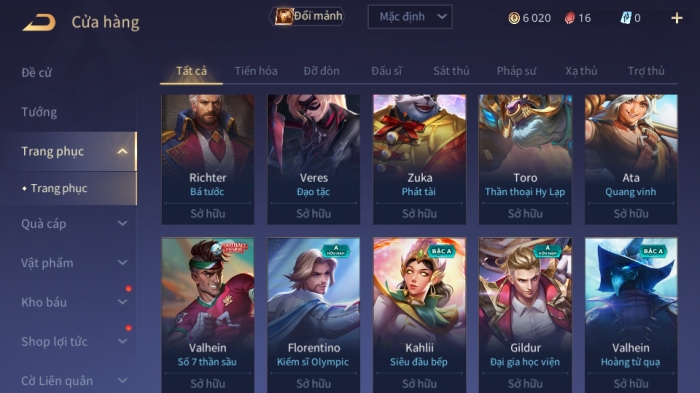 Cửa hàng
Đổi mảnh
Mặc định
6 020
16
0
Đề cử
Tướng
Trang phục
Trang phục
Quà cáp
Vật phẩm
Kho báu
Shop lợi tức
Cờ Liên quân
Tất cả
Tiến hóa
Đỡ đòn
Đấu sĩ
Sát thủ
Pháp sư
Xạ thủ
Trợ thủ
Richter
Bá tước
Sở hữu
Veres
Đạo tặc
Sở hữu
Zuka
Phát tài
Sở hữu
Toro
Thần thoại Hy Lạp
Sở hữu
Ata
Quang vinh
Sở hữu
Valhein
Số 7 thần sầu
Sở hữu
A
HỮU HẠN
Florentino
Kiếm sĩ Olympic
Sở hữu
BẬC A
Kahlii
Siêu đầu bếp
Sở hữu
A
HỮU HẠN
Gildur
Đại gia học viện
Sở hữu
BẬC A
Valhein
Hoàng tử quạ
Sở hữu